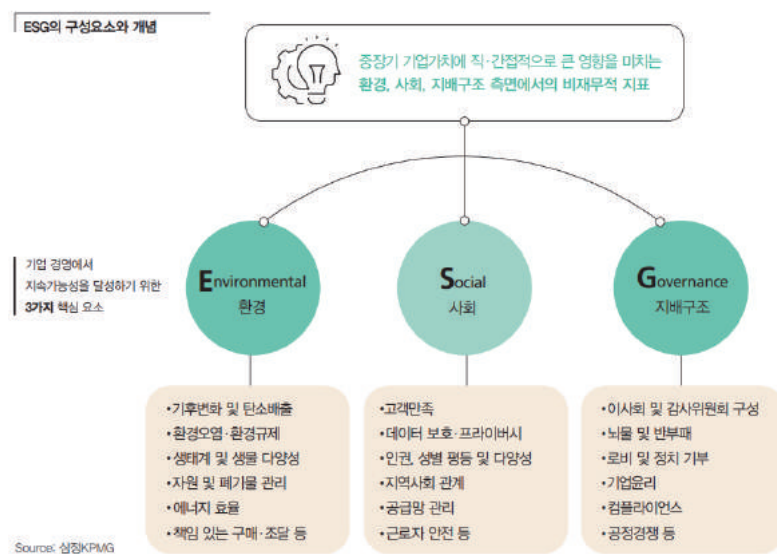 ESG의 구성요소와 개념
중장기 기업가치에 직·간접적으로 큰 영향을 미치는
환경, 사회, 지배구조 측면에서의 비재무적 지표
기업 경영에서
지속가능성을 달성하기 위한
3가지 핵심 요소
Environmental
환경
Social
사회
Governance
지배구조
•기후변화 및 탄소배출
•환경오염·환경규제
•생태계 및 생물 다양성
•자원 및 폐기물 관리
•에너지 효율
•책임 있는 구매·조달 등
•고객만족
•데이터 보호·프라이버시
•인권, 성별 평등 및 다양성
•지역사회 관계
•공급망 관리
•근로자 안전 등
•이사회 및 감사위원회 구성
•뇌물 및 반부패
•로비 및 정치 기부
•기업윤리
•컴플라이언스
•공정경쟁 등
Source: 삼정KPMG